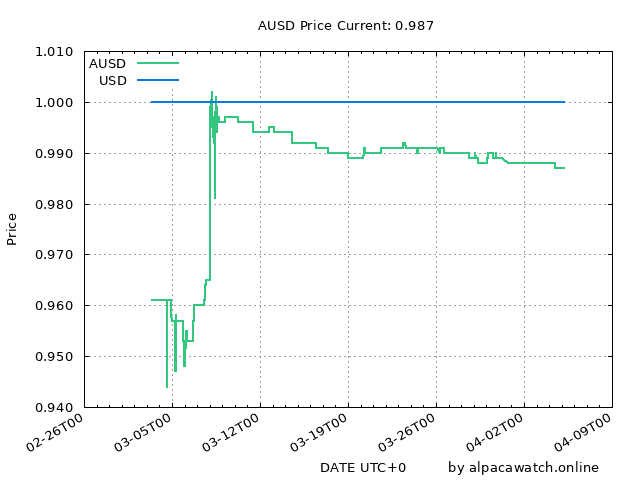 AUSD Price Current: 0.987
1.010
AUSD
USD
1.000
0.990
0.980
0.970
0.960
0.950
0.940
Price
02-26T00
03-05T00
03-12T00
03-19T00
03-26T00
04-02T00
04-09T00
DATE UTC+0
by alpacawatch.online